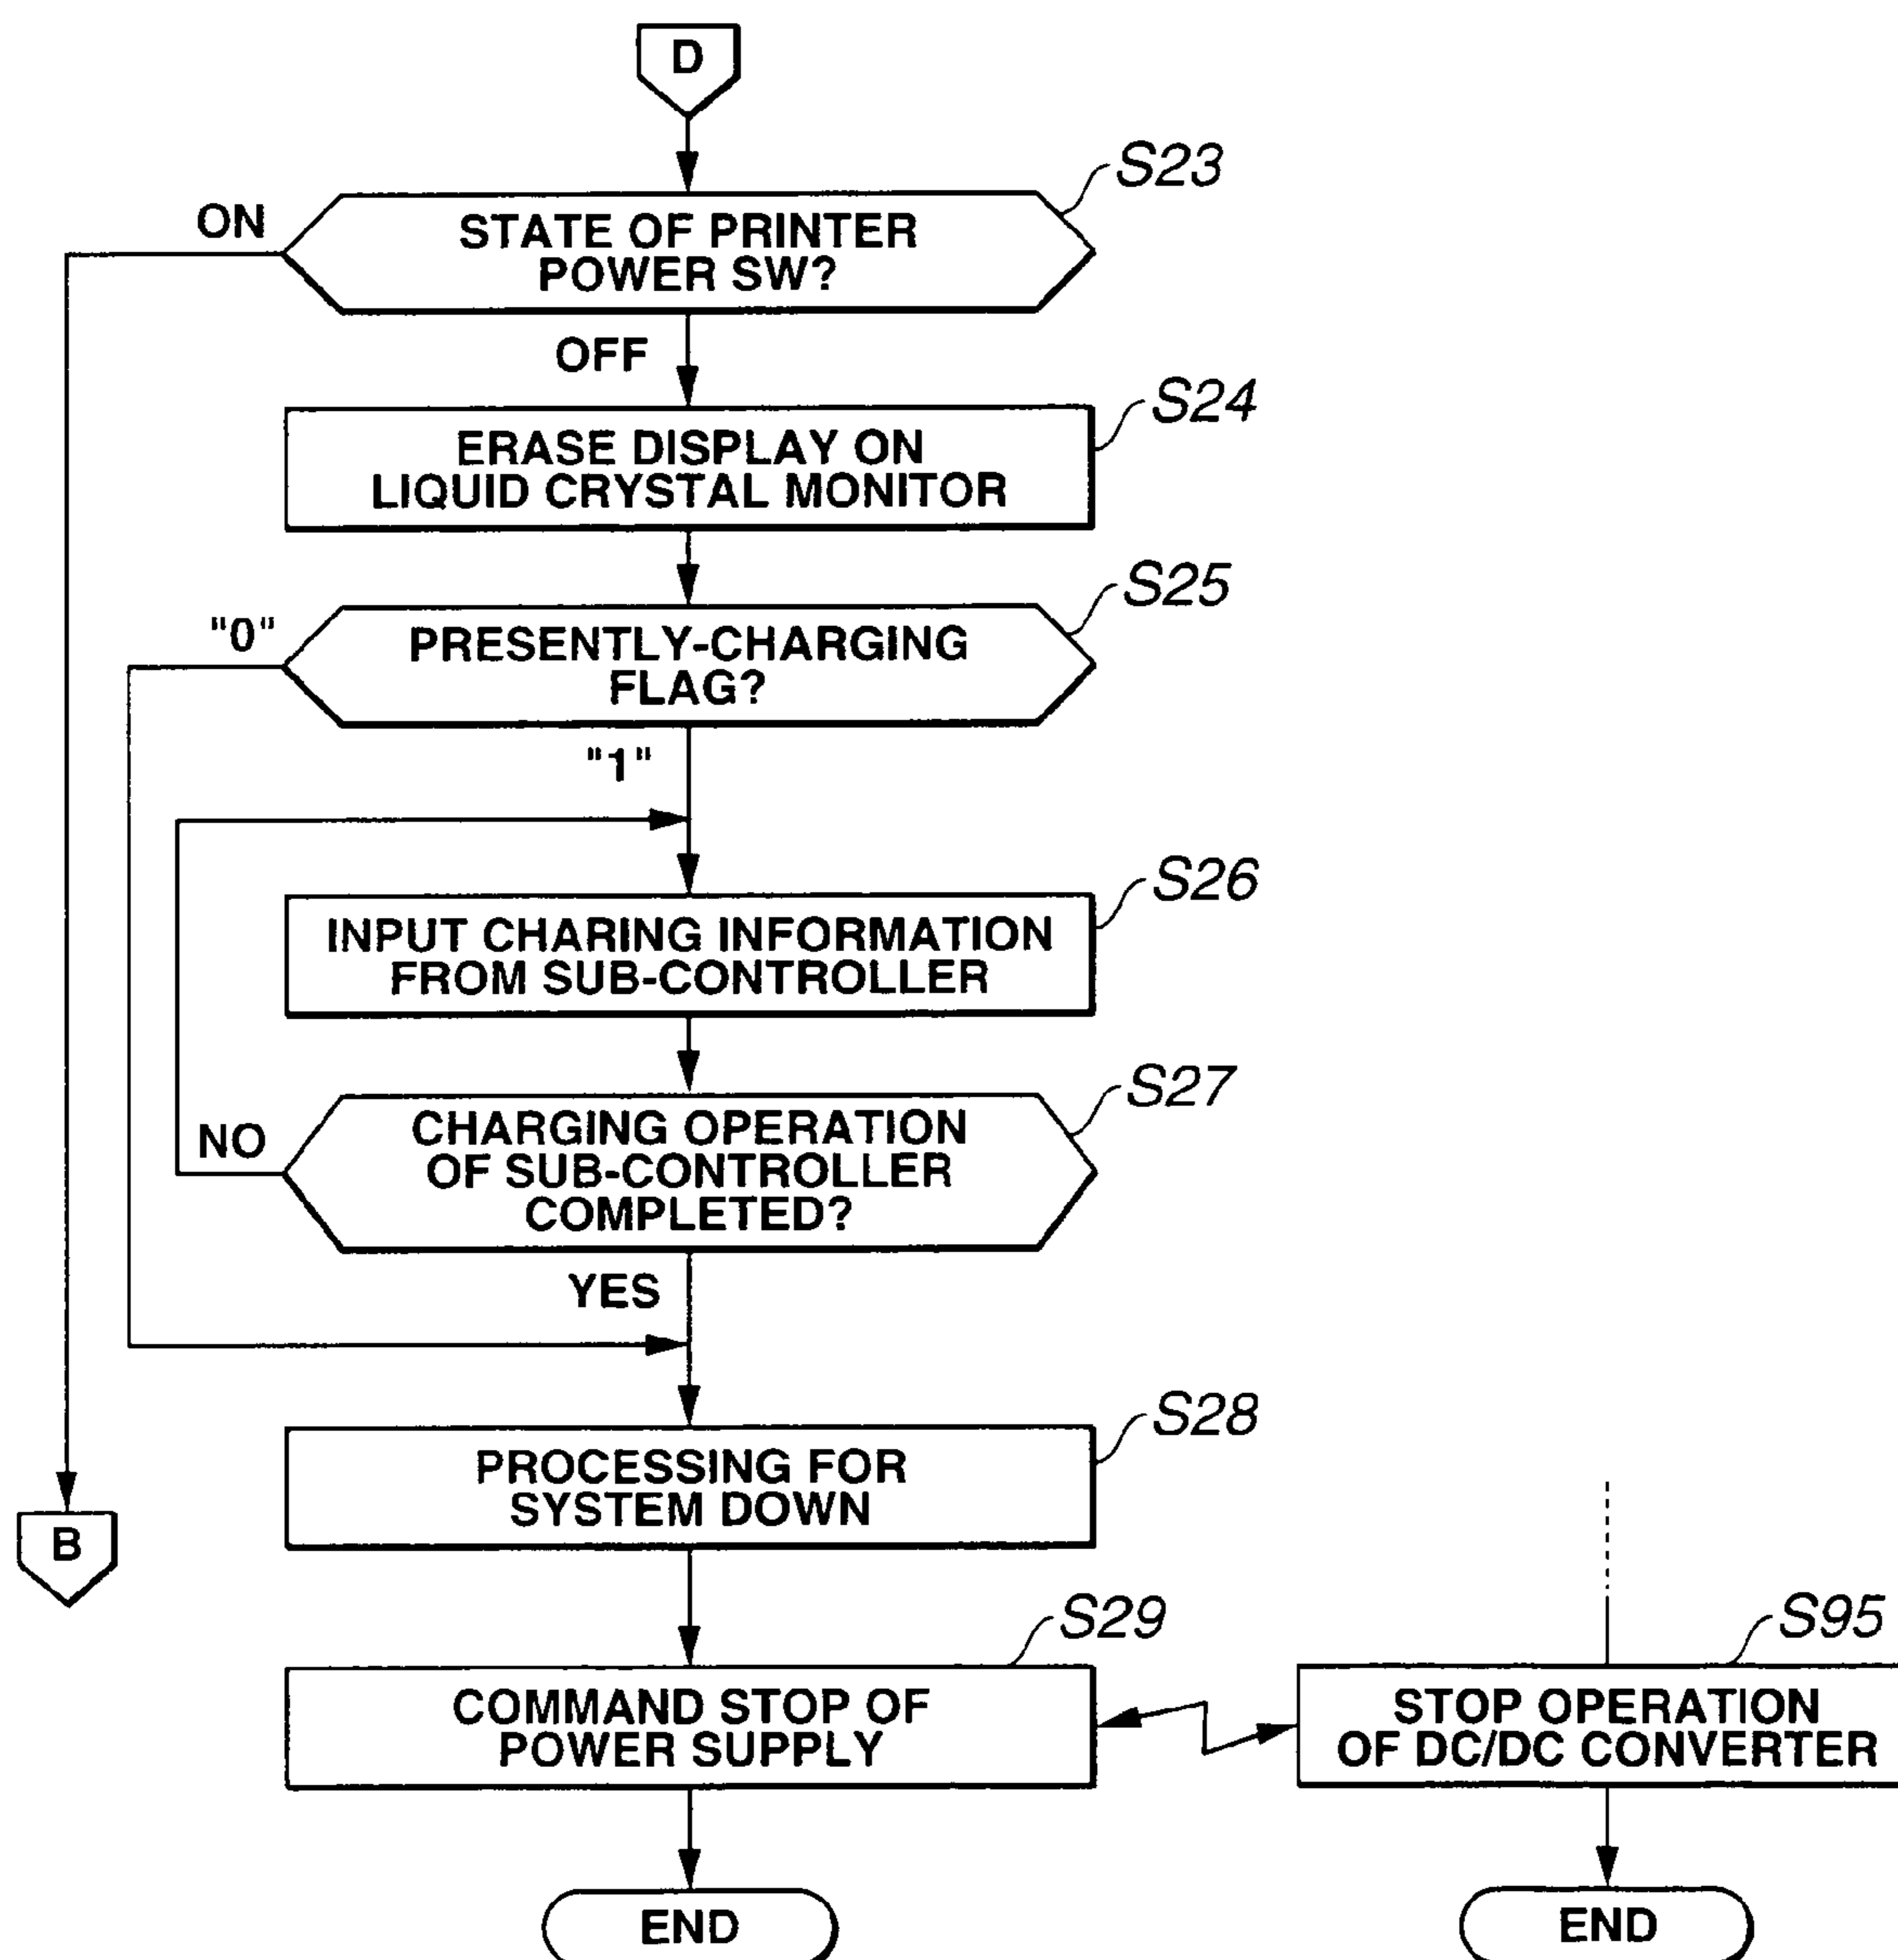 D
S23
ON
STATE OF PRINTER
POWER SW?
OFF
S24
ERASE DISPLAY ON
LIQUID CRYSTAL MONITOR
S25
"0"
PRESENTLY-CHARGING
FLAG?
"1"
S26
INPUT CHARING INFORMATION
FROM SUB-CONTROLLER
S27
NO
CHARGING OPERATION
OF SUB-CONTROLLER
COMPLETED?
YES
S28
PROCESSING FOR
SYSTEM DOWN
B
S29
S95
COMMAND STOP OF
POWER SUPPLY
STOP OPERATION
OF DC/DC CONVERTER
END
END